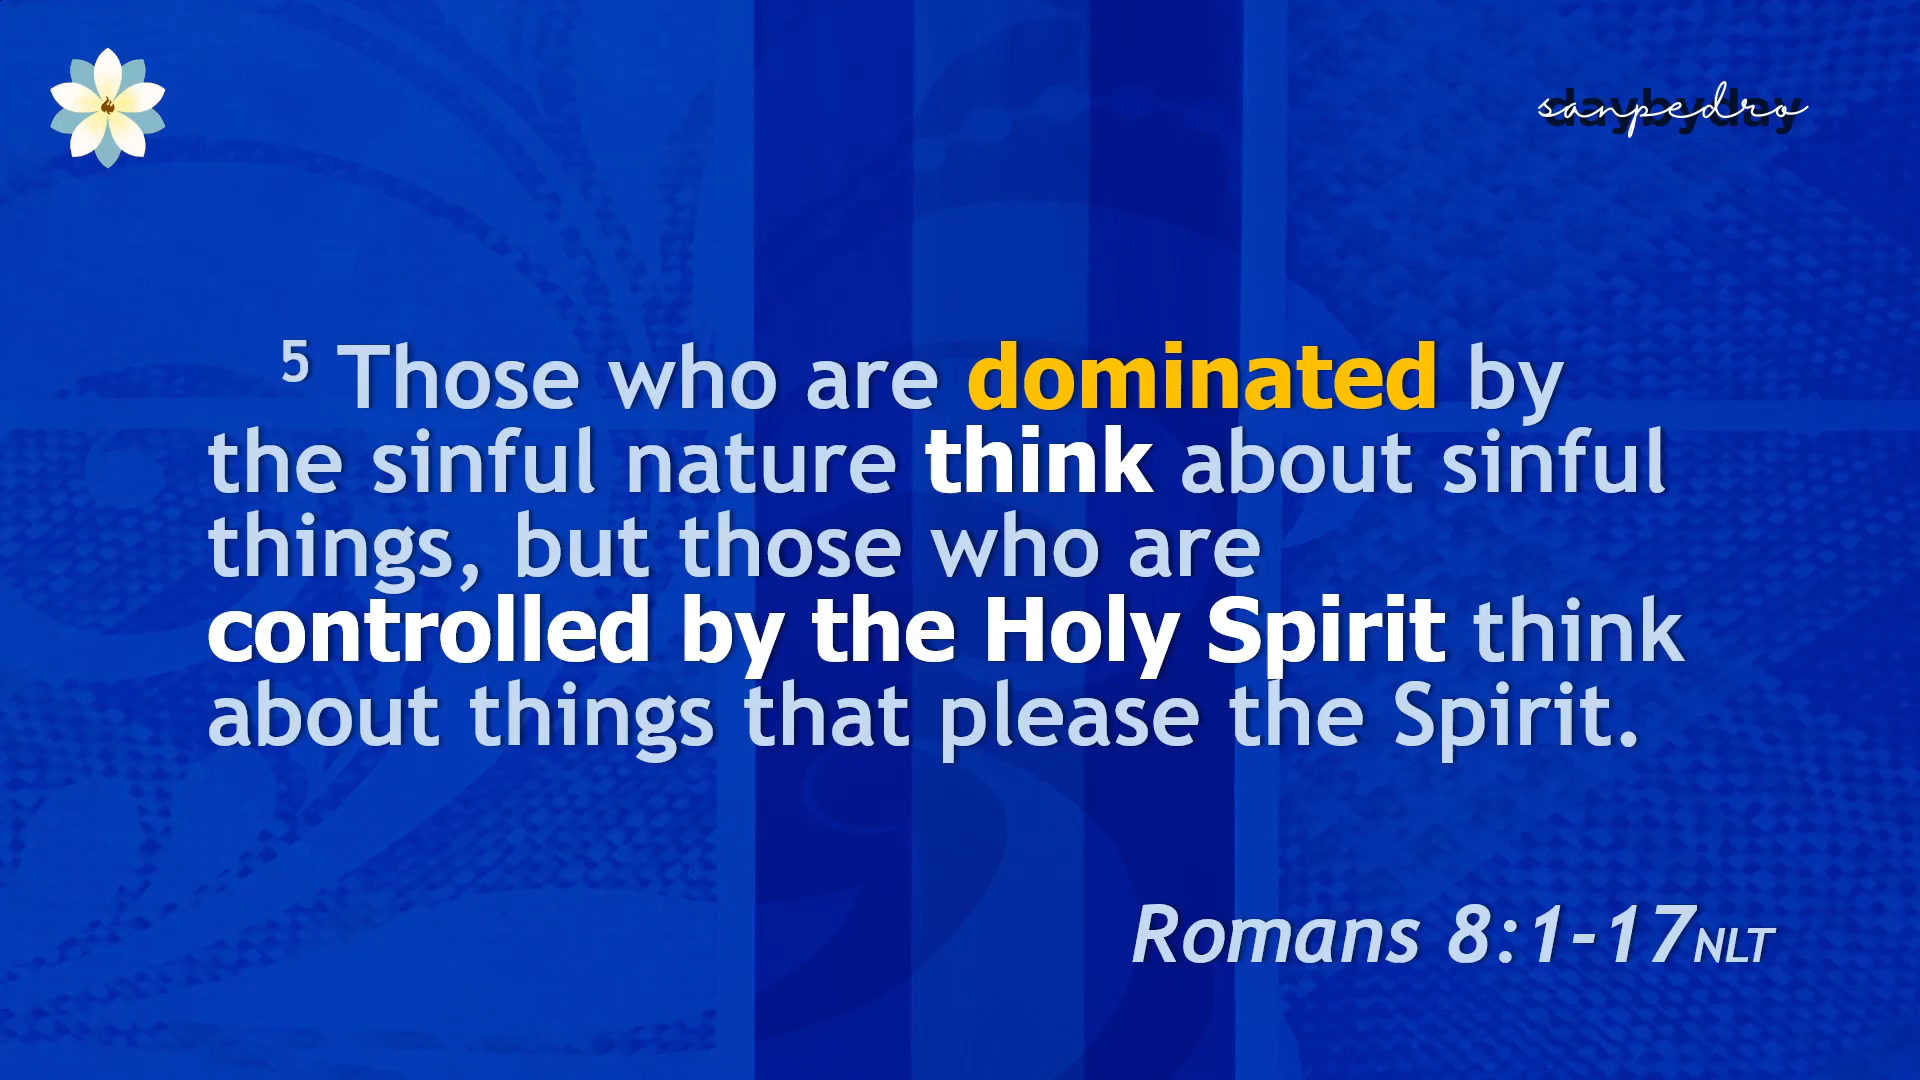 daybyday
sanpedro
5 Those who are dominated by
the sinful nature think about sinful
things, but those who are
controlled by the Holy Spirit think
about things that please the Spirit.
Romans 8:1-17NLT